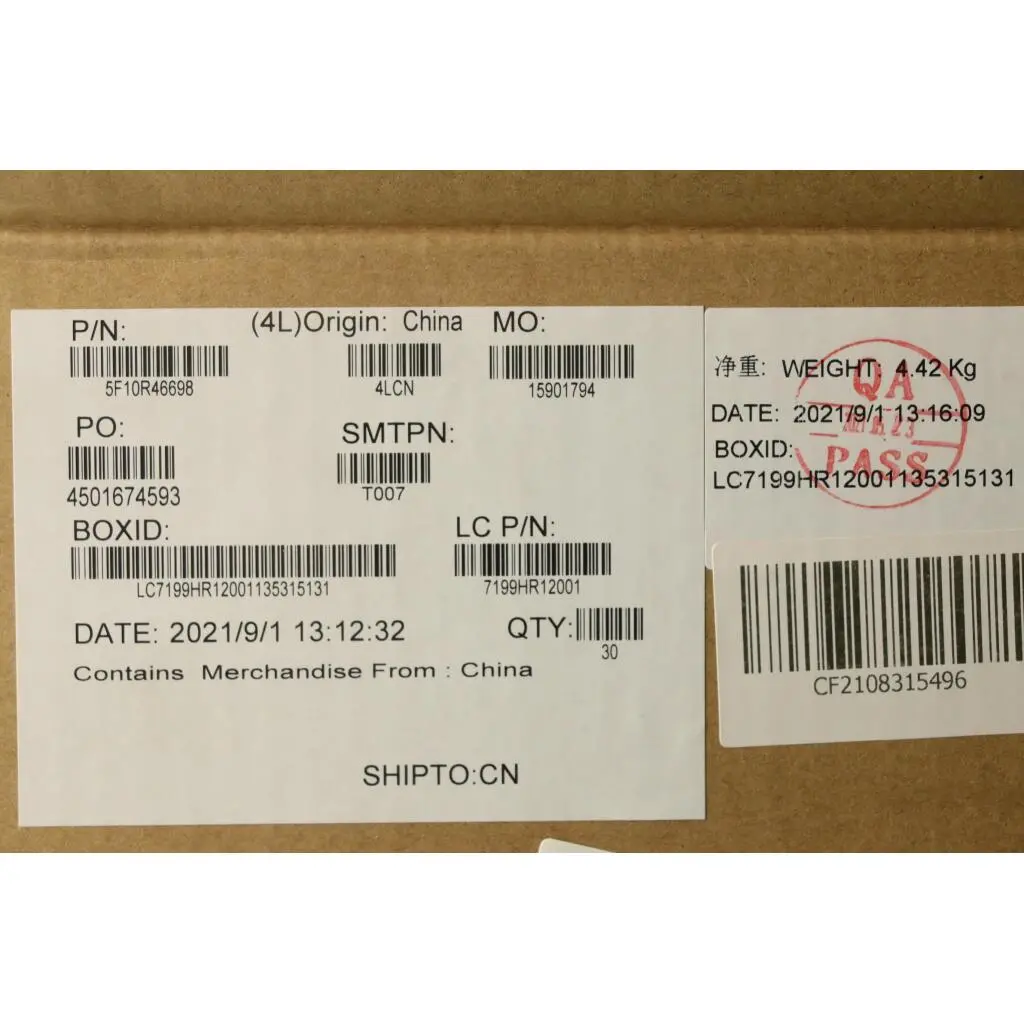 P/N: (4L)Origin: China MO:
5F10R46698 4LCN 15901794
PO: SMTPN:
4501674593 T007
BOXID: LC P/N:
LC7199HR12001135315131 7199HR12001
DATE: 2021/9/1 13:12:32 QTY:
30
Contains Merchandise From : China
SHIPTO:CN
净重: WEIGHT: 4.42 Kg
QA
DATE: 2021/9/1 13:16:09
BOXID:
PASS
LC7199HR12001135315131
CF2108315496